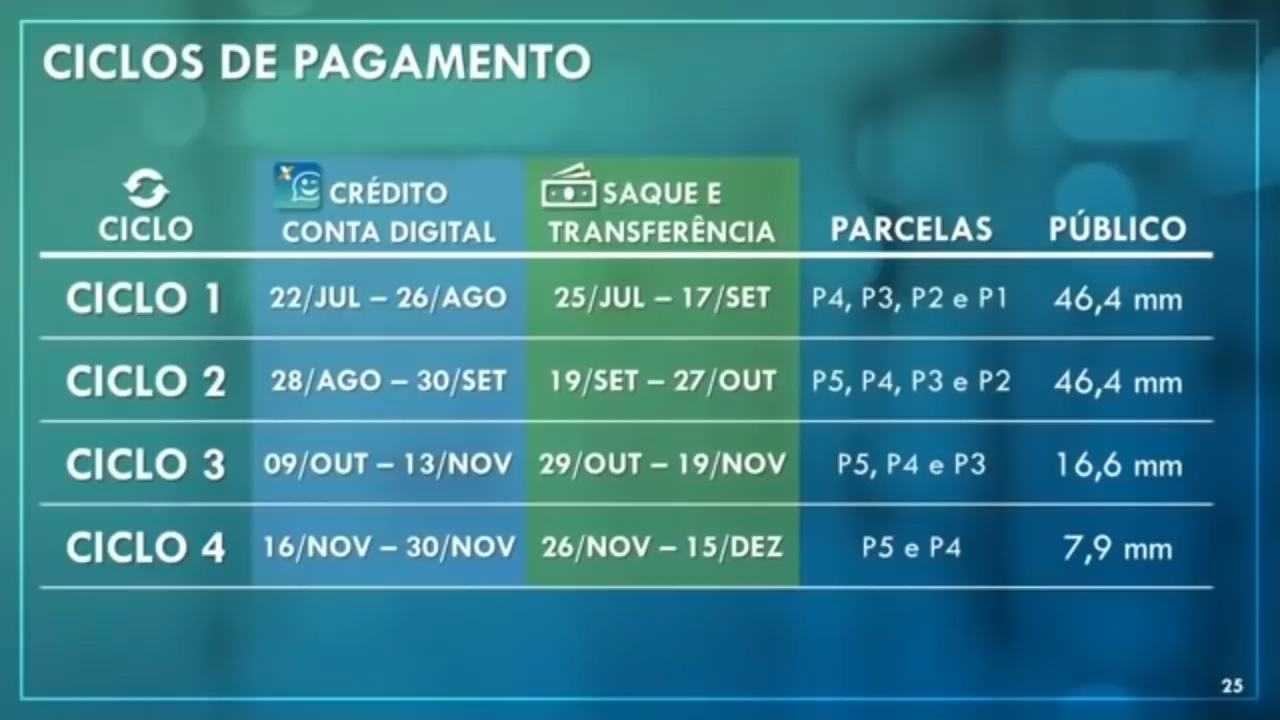 CICLOS DE PAGAMENTO
CICLO
CRÉDITO
CONTA DIGITAL
SAQUE E
TRANSFERÊNCIA
PARCELAS
PÚBLICO
CICLO 1 22/JUL – 26/AGO 25/JUL – 17/SET P4, P3, P2 e P1 46,4 mm
CICLO 2 28/AGO – 30/SET 19/SET – 27/OUT P5, P4, P3 e P2 46,4 mm
CICLO 3 09/OUT – 13/NOV 29/OUT – 19/NOV P5, P4 e P3 16,6 mm
CICLO 4 16/NOV – 30/NOV 26/NOV – 15/DEZ P5 e P4 7,9 mm
25